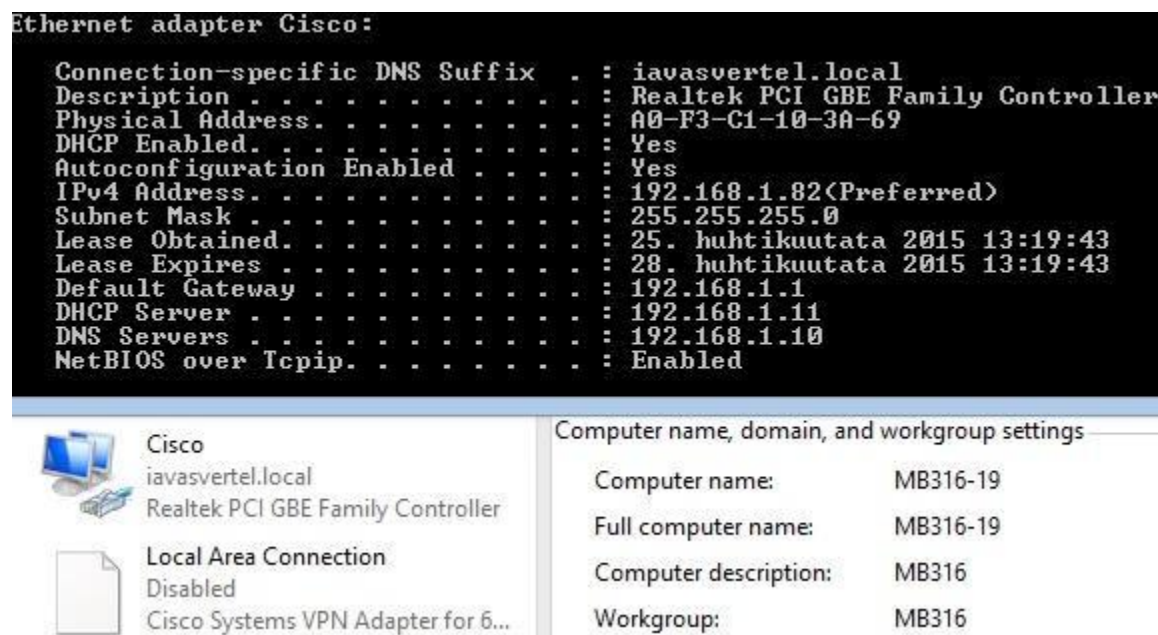 Ethernet adapter Cisco:
Connection-specific DNS Suffix . : iavasvertel.local
Description . . . . . . . . . . . : Realtek PCI GBE Family Controller
Physical Address. . . . . . . . . : A0-F3-C1-10-3A-69
DHCP Enabled. . . . . . . . . . . : Yes
Autoconfiguration Enabled . . . . : Yes
IPv4 Address. . . . . . . . . . . : 192.168.1.82(Preferred)
Subnet Mask . . . . . . . . . . . : 255.255.255.0
Lease Obtained. . . . . . . . . . : 25. huhtikuutata 2015 13:19:43
Lease Expires . . . . . . . . . . : 28. huhtikuutata 2015 13:19:43
Default Gateway . . . . . . . . . : 192.168.1.1
DHCP Server . . . . . . . . . . . : 192.168.1.11
DNS Servers . . . . . . . . . . . : 192.168.1.10
NetBIOS over Tcpip. . . . . . . . : Enabled
Cisco
iavasvertel.local
Realtek PCI GBE Family Controller
Local Area Connection
Disabled
Cisco Systems VPN Adapter for 6...
Computer name, domain, and workgroup settings
Computer name: MB316-19
Full computer name: MB316-19
Computer description: MB316
Workgroup: MB316